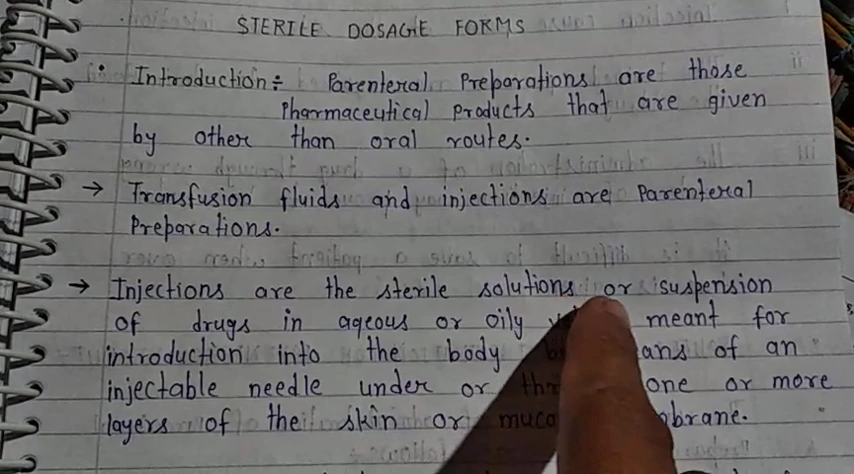 STERILE DOSAGE FORMS
Introduction÷ Parenteral Preparations are those
Pharmaceutical Products that are given
by other than oral routes.
→ Transfusion fluids and injections are Parenteral
Preparations.
→ Injections are the sterile solutions or suspension
of drugs in aqeous or oily meant for
introduction into the body of an
injectable needle under or one or more
layers of the skin or